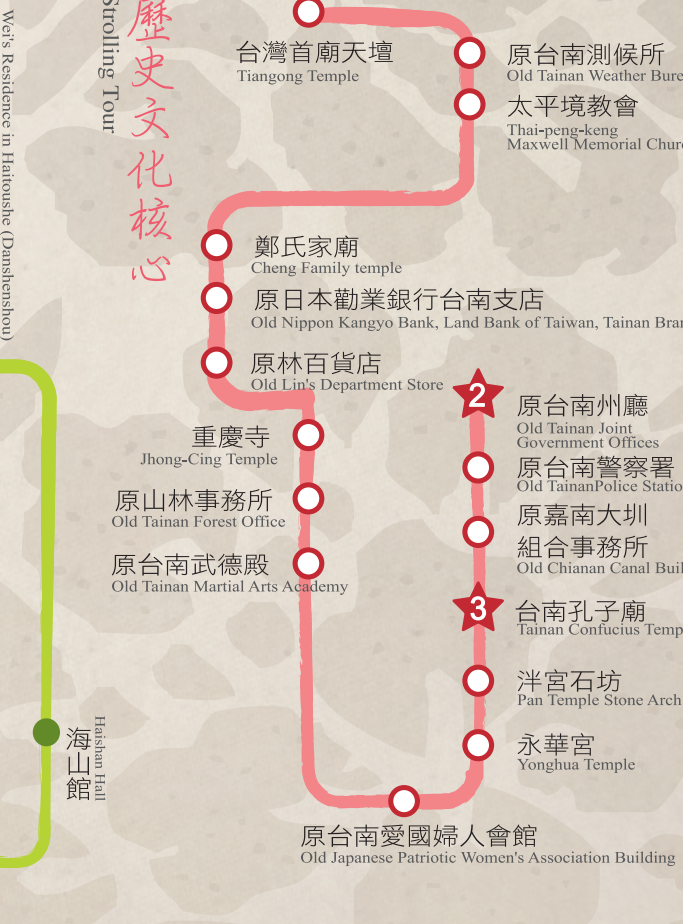 Wei's Residence in Haitoushe (Danshenshou)
Strolling Tour
歷史文化核心
台灣首廟天壇
Tiangong Temple
原台南測候所
Old Tainan Weather
太平境教會
Thai-peng-keng
Maxwell Memorial
鄭氏家廟
Cheng Family temple
原日本勸業銀行台南支店
Old Nippon Kangyo Bank, Land Bank of Taiwan, Tainan
原林百貨店
Old Lin's Department Store
重慶寺
Jhong-Cing Temple
原山林事務所
Old Tainan Forest Office
原台南武德殿
Old Tainan Martial Arts Academy
2
原台南州廳
Old Tainan Joint
Government Offices
原台南警察署
Old TainanPolice
原嘉南大圳
組合事務所
Old Chianan Canal
3
台南孔子廟
Tainan Confucius
泮宮石坊
Pan Temple Stone Arch
永華宮
Yonghua Temple
原台南愛國婦人會館
Old Japanese Patriotic Women's Association Building
海山館
Haishan Hall